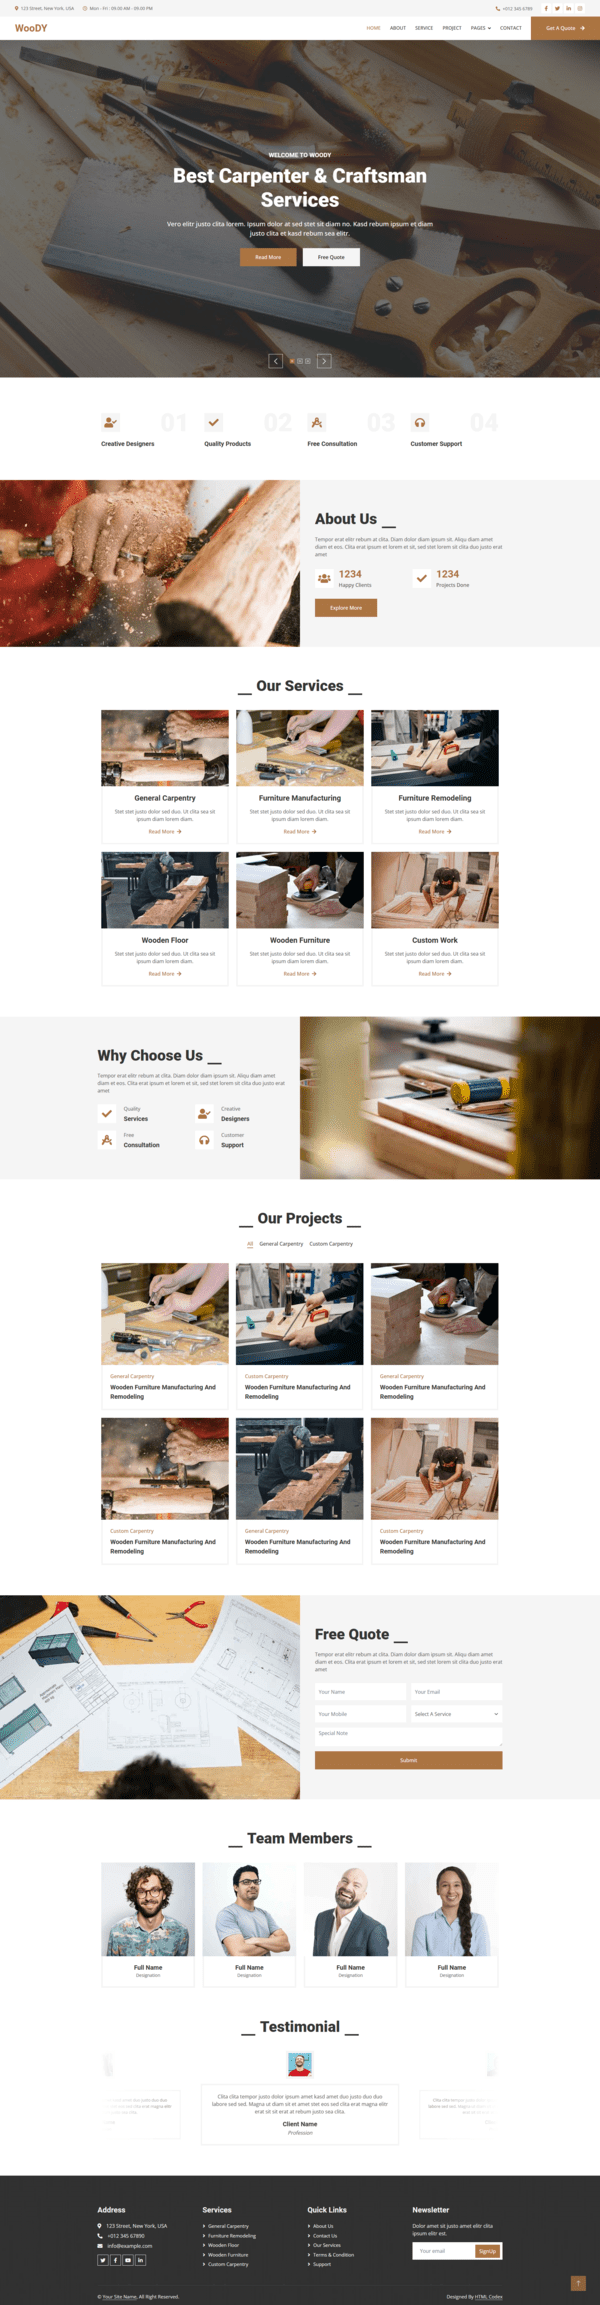 123 Street, New York, USA
Mon - Fri : 09.00 AM - 09.00 PM
+012 345 6789
WooDY
HOME ABOUT SERVICE PROJECT PAGES CONTACT
Get A Quote
WELCOME TO WOODY
Best Carpenter & Craftsman
Services
Vero elitr justo clita lorem. Ipsum dolor at sed stet sit diam no. Kasd rebum ipsum et diam
justo clita et kasd rebum sea elitr.
Read More Free Quote
01 02 03 04
Creative Designers Quality Products Free Consultation Customer Support
About Us
Tempor erat elitr rebum at clita. Diam dolor diam ipsum sit. Aliqu diam amet
diam et eos. Clita erat ipsum et lorem et sit, sed stet lorem sit clita duo justo erat
amet
1234 1234
Happy Clients Projects Done
Explore More
Our Services
General Carpentry Furniture Manufacturing Furniture Remodeling
Stet stet justo dolor sed duo. Ut clita sea sit Stet stet justo dolor sed duo. Ut clita sea sit Stet stet justo dolor sed duo. Ut clita sea sit
ipsum diam lorem diam. ipsum diam lorem diam. ipsum diam lorem diam.
Read More Read More Read More
Wooden Floor Wooden Furniture Custom Work
Stet stet justo dolor sed duo. Ut clita sea sit Stet stet justo dolor sed duo. Ut clita sea sit Stet stet justo dolor sed duo. Ut clita sea sit
ipsum diam lorem diam. ipsum diam lorem diam. ipsum diam lorem diam.
Read More Read More Read More
Why Choose Us
Tempor erat elitr rebum at clita. Diam dolor diam ipsum sit. Aliqu diam amet
diam et eos. Clita erat ipsum et lorem et sit, sed stet lorem sit clita duo justo erat
amet
Quality Creative
Services Designers
Free Customer
Consultation Support
Our Projects
All General Carpentry Custom Carpentry
General Carpentry Custom Carpentry General Carpentry
Wooden Furniture Manufacturing And Wooden Furniture Manufacturing And Wooden Furniture Manufacturing And
Remodeling Remodeling Remodeling
Custom Carpentry General Carpentry Custom Carpentry
Wooden Furniture Manufacturing And Wooden Furniture Manufacturing And Wooden Furniture Manufacturing And
Remodeling Remodeling Remodeling
Free Quote
Tempor erat elitr rebum at clita. Diam dolor diam ipsum sit. Aliqu diam amet
diam et eos. Clita erat ipsum et lorem et sit, sed stet lorem sit clita duo justo erat
amet
Your Name Your Email
Your Mobile Select A Service
Special Note
Submit
Team Members
Full Name Full Name Full Name Full Name
Designation Designation Designation Designation
Testimonial
Clita clita tempor justo dolor ipsum amet kasd amet duo justo duo duo
labore sed sed. Magna ut diam sit et amet stet eos sed clita erat magna elitr
erat sit sit erat at rebum justo sea clita.
Client Name
Profession
Address Services Quick Links Newsletter
123 Street, New York, USA General Carpentry About Us Dolor amet sit justo amet elitr clita
+012 345 67890 Furniture Remodeling Contact Us ipsum elitr est.
info@example.com Wooden Floor Our Services Your email SignUp
Wooden Furniture Terms & Condition
Custom Carpentry Support
© Your Site Name, All Right Reserved. Designed By HTML Codex